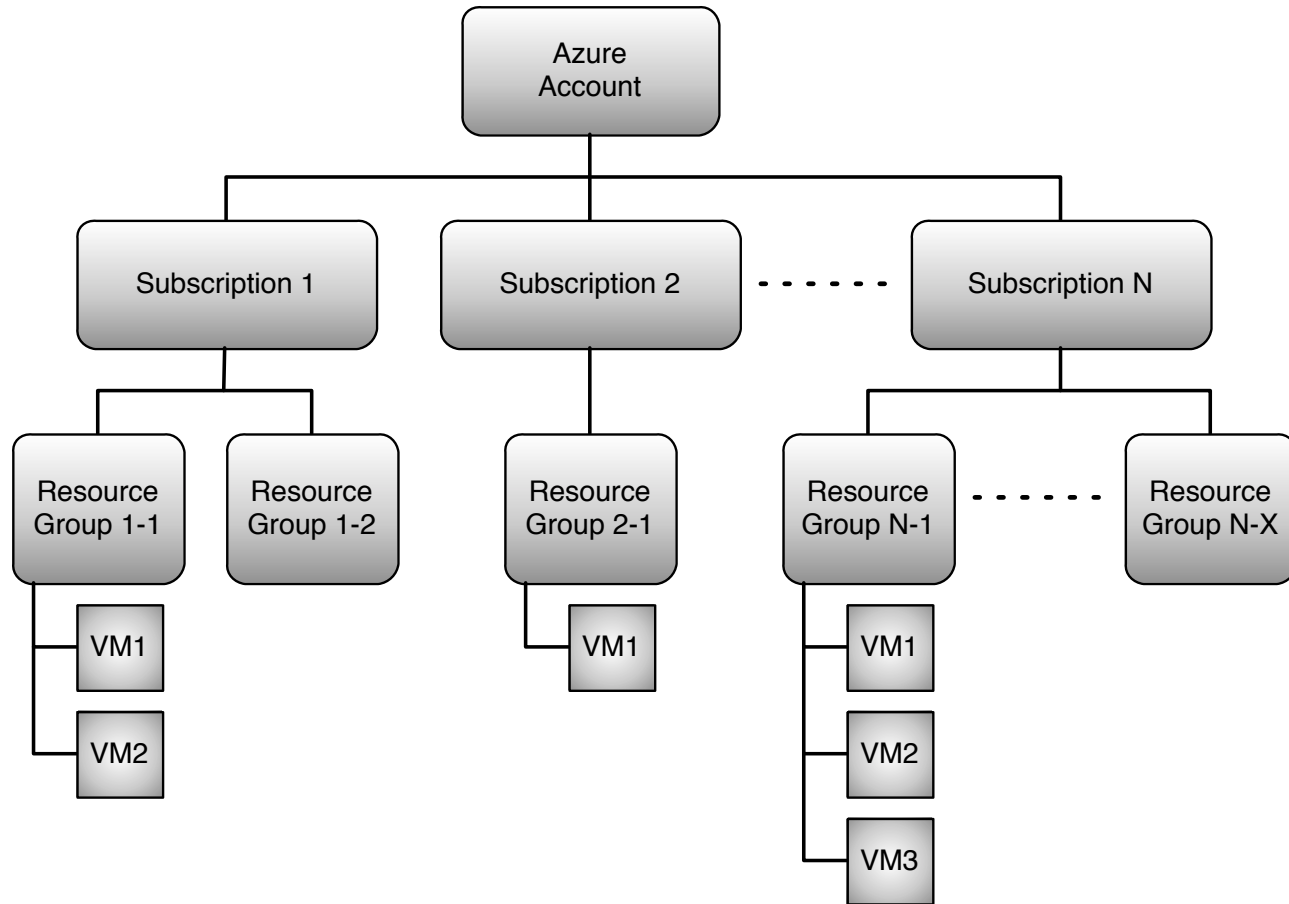 Azure
Account
Subscription 1
Subscription 2
Subscription N
Resource
Group 1-1
Resource
Group 1-2
Resource
Group 2-1
Resource
Group N-1
Resource
Group N-X
VM1
VM1
VM1
VM2
VM2
VM3